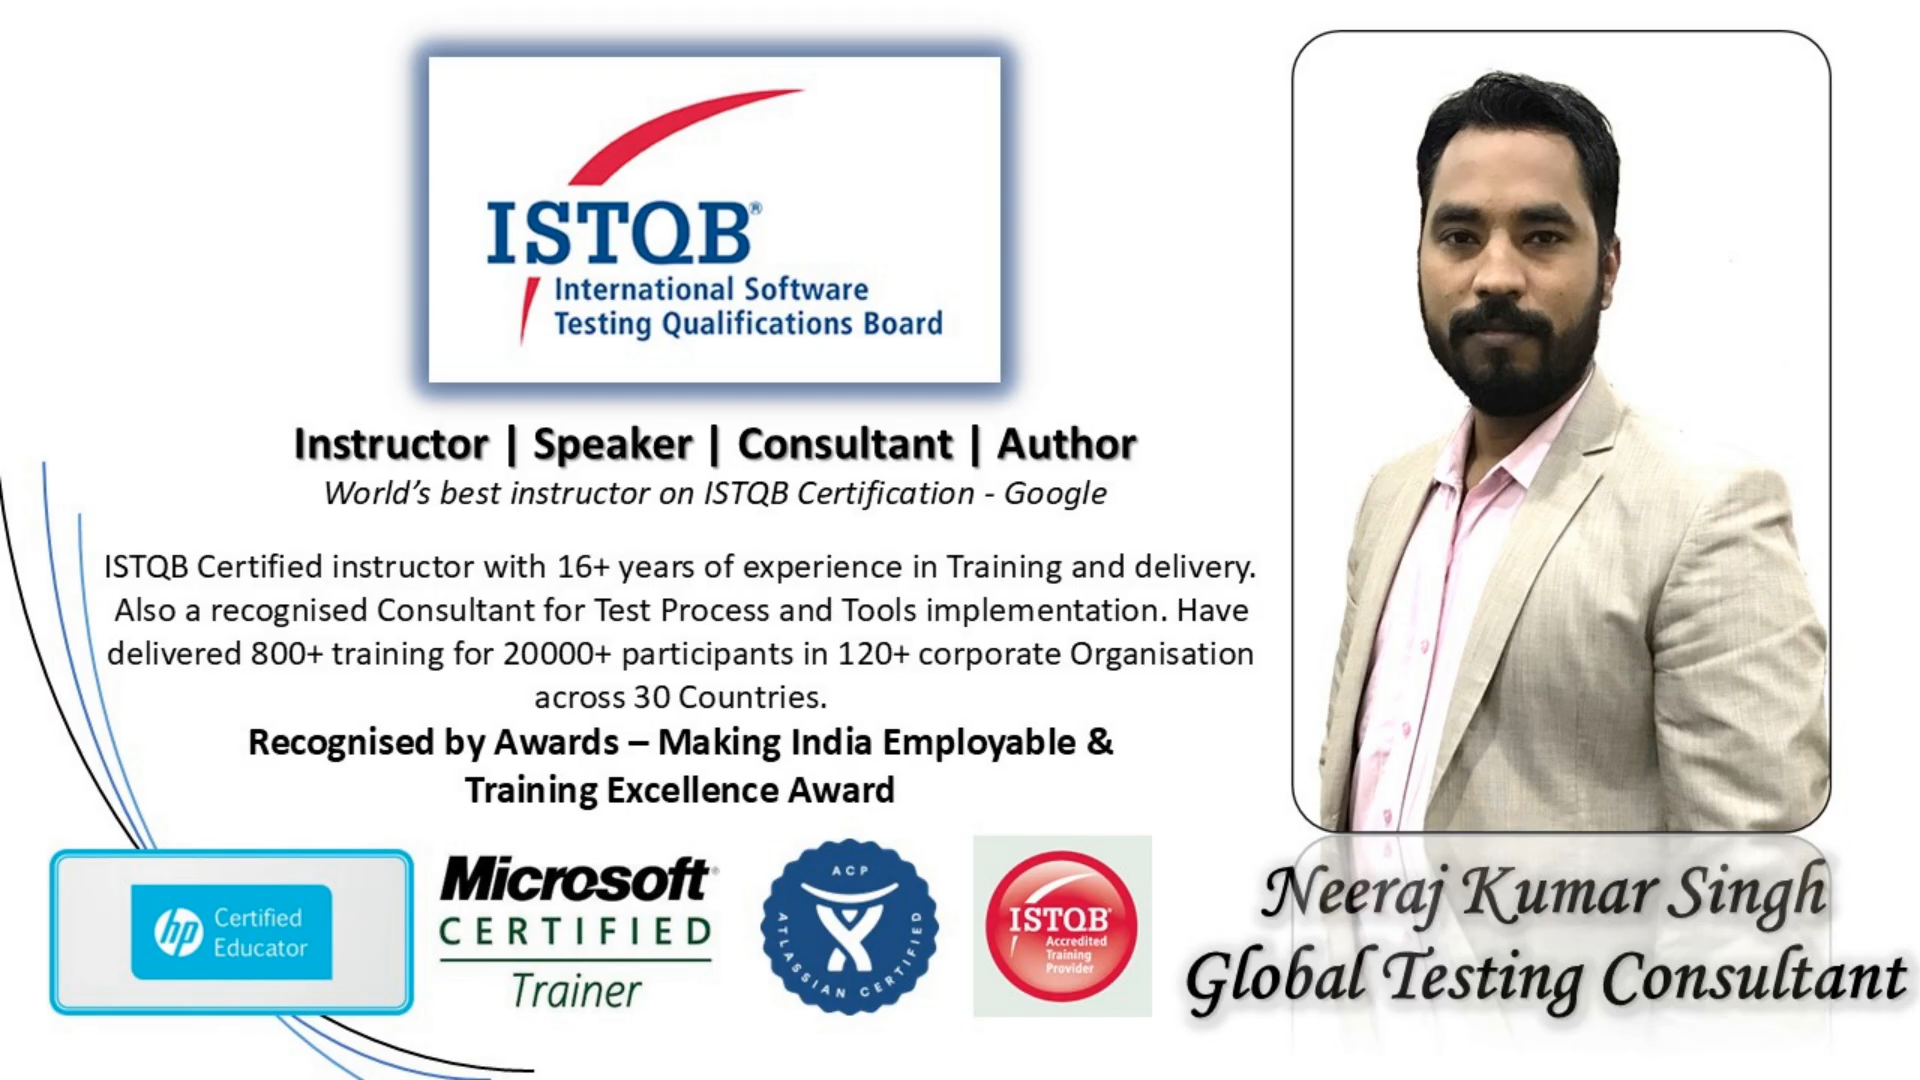 ISTQB®
International Software
Testing Qualifications Board
Instructor | Speaker | Consultant | Author
World's best instructor on ISTQB Certification - Google
ISTQB Certified instructor with 16+ years of experience in Training and delivery.
Also a recognised Consultant for Test Process and Tools implementation. Have
delivered 800+ training for 20000+ participants in 120+ corporate Organisation
across 30 Countries.
Recognised by Awards – Making India Employable &
Training Excellence Award
hp
Certified
Educator
Microsoft®
CERTIFIED
Trainer
ACP
ATLASSIAN CERTIFIED
ISTQB®
Accredited
Training
Provider
Neeraj Kumar Singh
Global Testing Consultant